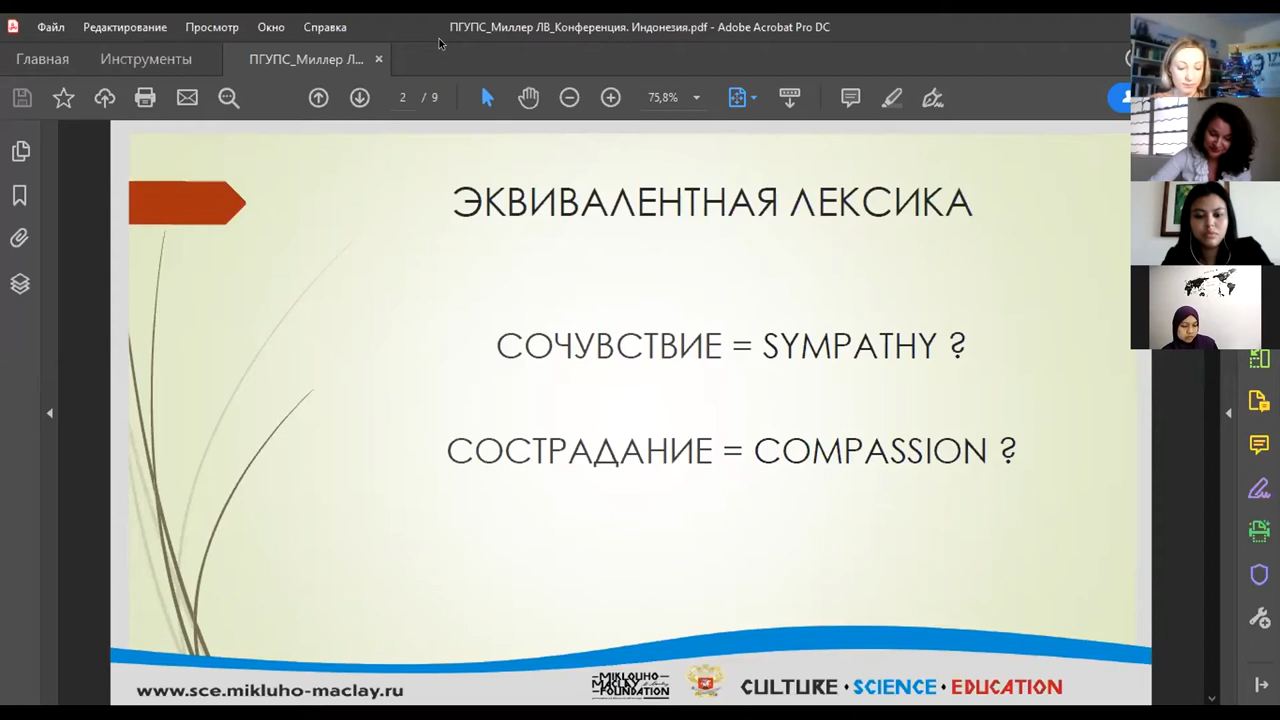 Файл Редактирование Просмотр Окно Справка
ПГУПС_Миллер ЛВ_Конференция. Индонезия.pdf - Adobe Acrobat Pro DC
Главная Инструменты ПГУПС_Миллер Л... ×
2 / 9 75,8%
ЭКВИВАЛЕНТНАЯ ЛЕКСИКА
СОЧУВСТВИЕ = SYMPATHY ?
СОСТРАДАНИЕ = COMPASSION ?
www.sce.mikluho-maclay.ru
MIKLOUHO
MACLAY
FOUNDATION
CULTURE • SCIENCE • EDUCATION